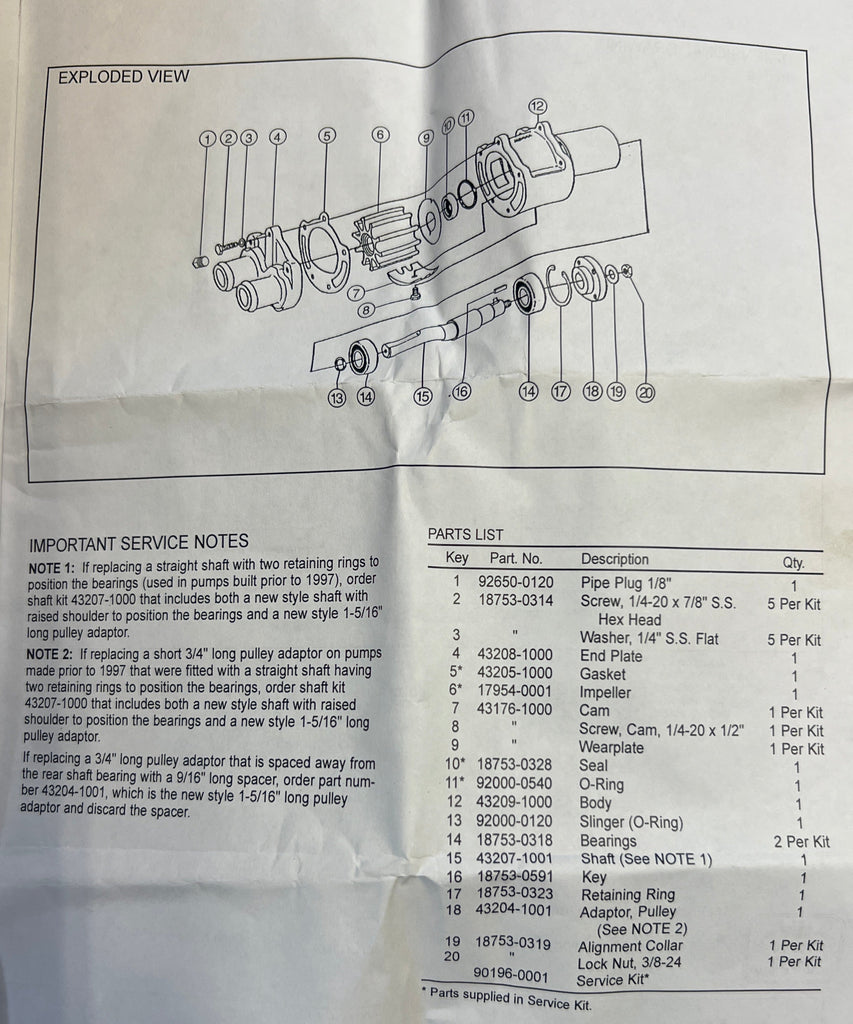 EXPLODED VIEW
1 2 3 4 5 6 9 10 11 12
7
8
13 14 15 16 14 17 18 19 20
IMPORTANT SERVICE NOTES
NOTE 1: If replacing a straight shaft with two retaining rings to
position the bearings (used in pumps built prior to 1997), order
shaft kit 43207-1000 that includes both a new style shaft with
raised shoulder to position the bearings and a new style 1-5/16"
long pulley adaptor.
NOTE 2: If replacing a short 3/4" long pulley adaptor on pumps
made prior to 1997 that were fitted with a straight shaft having
two retaining rings to position the bearings, order shaft kit
43207-1000 that includes both a new style shaft with raised
shoulder to position the bearings and a new style 1-5/16" long
pulley adaptor.
If replacing a 3/4" long pulley adaptor that is spaced away from
the rear shaft bearing with a 9/16" long spacer, order part num-
ber 43204-1001, which is the new style 1-5/16" long pulley
adaptor and discard the spacer.
PARTS LIST
Key Part. No. Description Qty.
1 92650-0120 Pipe Plug 1/8" 1
2 18753-0314 Screw, 1/4-20 x 7/8" S.S. 5 Per Kit
Hex Head
3 " Washer, 1/4" S.S. Flat 5 Per Kit
4 43208-1000 End Plate 1
5* 43205-1000 Gasket 1
6* 17954-0001 Impeller 1
7 43176-1000 Cam 1 Per Kit
8 " Screw, Cam, 1/4-20 x 1/2" 1 Per Kit
9 " Wearplate 1 Per Kit
10* 18753-0328 Seal 1
11* 92000-0540 O-Ring 1
12 43209-1000 Body 1
13 92000-0120 Slinger (O-Ring) 1
14 18753-0318 Bearings 2 Per Kit
15 43207-1001 Shaft (See NOTE 1) 1
16 18753-0591 Key 1
17 18753-0323 Retaining Ring 1
18 43204-1001 Adaptor, Pulley 1
(See NOTE 2)
19 18753-0319 Alignment Collar 1 Per Kit
20 " Lock Nut, 3/8-24 1 Per Kit
90196-0001 Service Kit*
* Parts supplied in Service Kit.